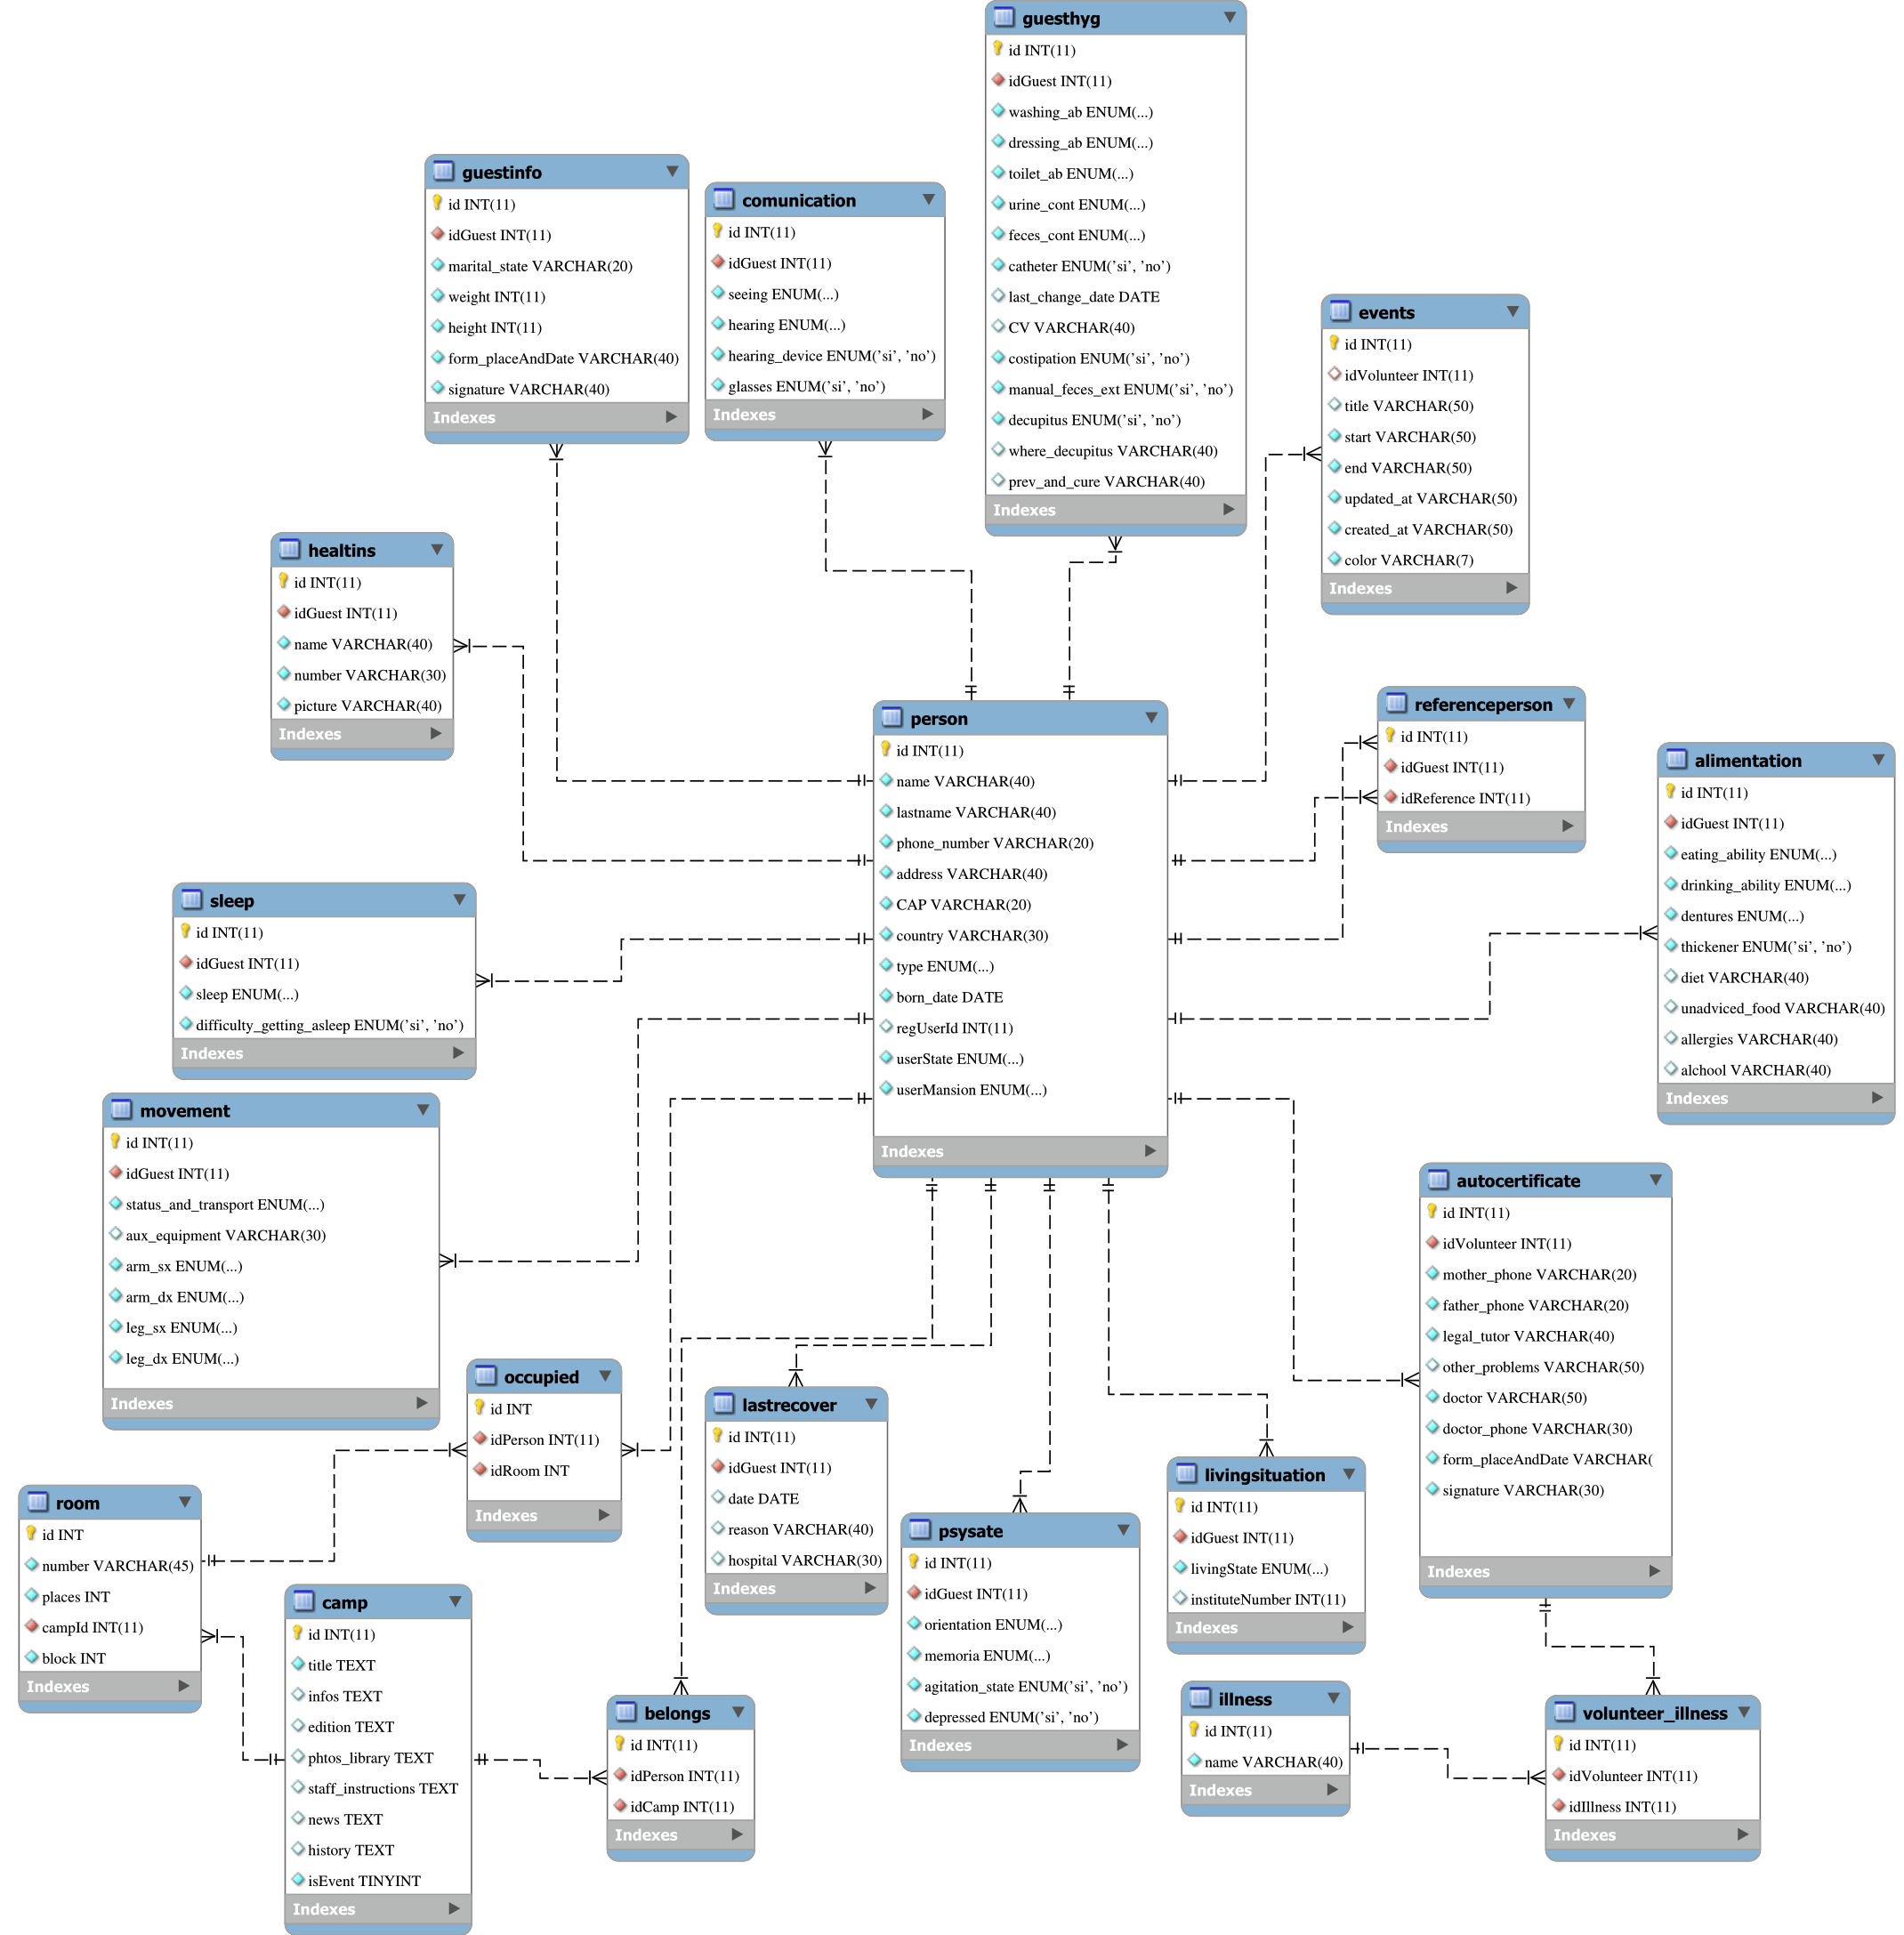 guesthyg
id INT(11)
idGuest INT(11)
washing_ab ENUM(...)
dressing_ab ENUM(...)
toilet_ab ENUM(...)
urine_cont ENUM(...)
feces_cont ENUM(...)
catheter ENUM('si', 'no')
last_change_date DATE
CV VARCHAR(40)
costipation ENUM('si', 'no')
manual_feces_ext ENUM('si', 'no')
decupitus ENUM('si', 'no')
where_decupitus VARCHAR(40)
prev_and_cure VARCHAR(40)
Indexes
guestinfo
id INT(11)
idGuest INT(11)
marital_state VARCHAR(20)
weight INT(11)
height INT(11)
form_placeAndDate VARCHAR(40)
signature VARCHAR(40)
Indexes
comunication
id INT(11)
idGuest INT(11)
seeing ENUM(...)
hearing ENUM(...)
hearing_device ENUM('si', 'no')
glasses ENUM('si', 'no')
Indexes
events
id INT(11)
idVolunteer INT(11)
title VARCHAR(50)
start VARCHAR(50)
end VARCHAR(50)
updated_at VARCHAR(50)
created_at VARCHAR(50)
color VARCHAR(7)
Indexes
healtins
id INT(11)
idGuest INT(11)
name VARCHAR(40)
number VARCHAR(30)
picture VARCHAR(40)
Indexes
person
id INT(11)
name VARCHAR(40)
lastname VARCHAR(40)
phone_number VARCHAR(20)
address VARCHAR(40)
CAP VARCHAR(20)
country VARCHAR(30)
type ENUM(...)
born_date DATE
regUserId INT(11)
userState ENUM(...)
userMansion ENUM(...)
Indexes
referenceperson
id INT(11)
idGuest INT(11)
idReference INT(11)
Indexes
alimentation
id INT(11)
idGuest INT(11)
eating_ability ENUM(...)
drinking_ability ENUM(...)
dentures ENUM(...)
thickener ENUM('si', 'no')
diet VARCHAR(40)
unadviced_food VARCHAR(40)
allergies VARCHAR(40)
alchool VARCHAR(40)
Indexes
sleep
id INT(11)
idGuest INT(11)
sleep ENUM(...)
difficulty_getting_asleep ENUM('si', 'no')
Indexes
movement
id INT(11)
idGuest INT(11)
status_and_transport ENUM(...)
aux_equipment VARCHAR(30)
arm_sx ENUM(...)
arm_dx ENUM(...)
leg_sx ENUM(...)
leg_dx ENUM(...)
Indexes
autocertificate
id INT(11)
idVolunteer INT(11)
mother_phone VARCHAR(20)
father_phone VARCHAR(20)
legal_tutor VARCHAR(40)
other_problems VARCHAR(50)
doctor VARCHAR(50)
doctor_phone VARCHAR(30)
form_placeAndDate VARCHAR(
signature VARCHAR(30)
Indexes
occupied
id INT
idPerson INT(11)
idRoom INT
Indexes
lastrecover
id INT(11)
idGuest INT(11)
date DATE
reason VARCHAR(40)
hospital VARCHAR(30)
Indexes
livingsituation
id INT(11)
idGuest INT(11)
livingState ENUM(...)
instituteNumber INT(11)
Indexes
room
id INT
number VARCHAR(45)
places INT
campId INT(11)
block INT
Indexes
psysate
id INT(11)
idGuest INT(11)
orientation ENUM(...)
memoria ENUM(...)
agitation_state ENUM('si', 'no')
depressed ENUM('si', 'no')
Indexes
camp
id INT(11)
title TEXT
infos TEXT
edition TEXT
phtos_library TEXT
staff_instructions TEXT
news TEXT
history TEXT
isEvent TINYINT
Indexes
belongs
id INT(11)
idPerson INT(11)
idCamp INT(11)
Indexes
illness
id INT(11)
name VARCHAR(40)
Indexes
volunteer_illness
id INT(11)
idVolunteer INT(11)
idIllness INT(11)
Indexes